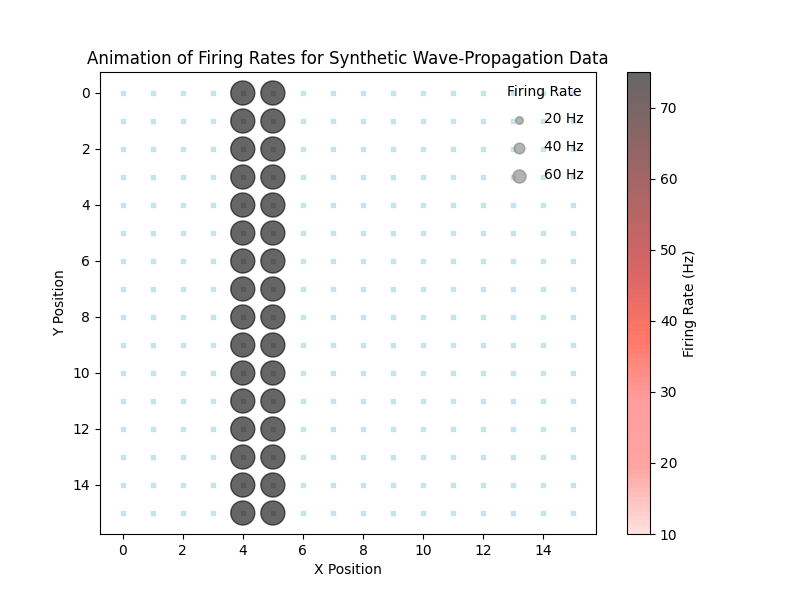 Animation of Firing Rates for Synthetic Wave-Propagation Data
Firing Rate
20 Hz
40 Hz
60 Hz
0
2
4
6
8
10
12
14
Y Position
0 2 4 6 8 10 12 14
X Position
70
60
50
40
30
20
10
Firing Rate (Hz)